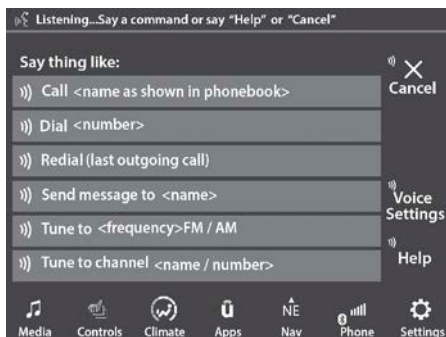 Listening...Say a command or say “Help” or “Cancel”
Say thing like:
Cancel
Call <name as shown in phonebook>
Dial <number>
Redial (last outgoing call)
Send message to <name>
Voice
Settings
Tune to <frequency>FM / AM
Help
Tune to channel <name / number>
NE
Media Controls Climate Apps Nav Phone Settings